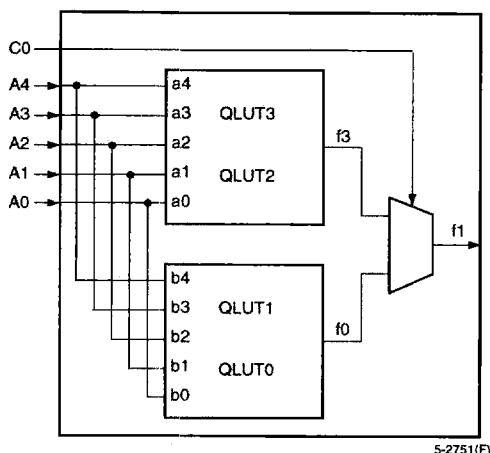 C0
A4
A3
A2
A1
A0
a4
a3
a2
a1
a0
QLUT3
QLUT2
f3
f1
b4
b3
b2
b1
b0
QLUT1
QLUT0
f0
5-2751(F)